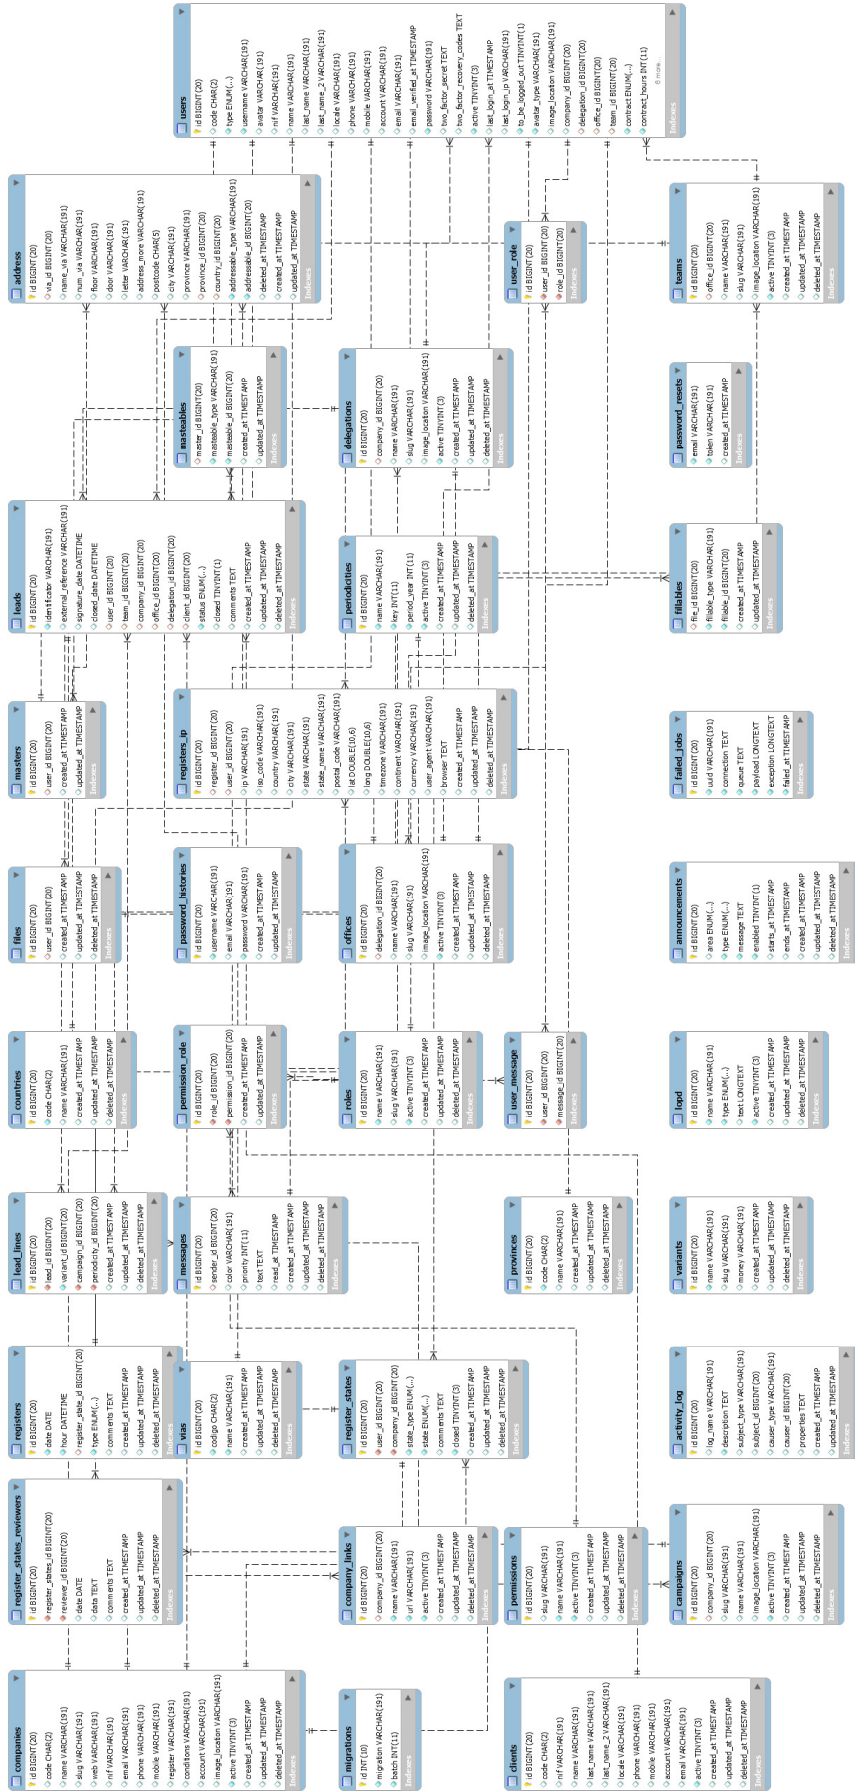 companies
id BIGINT(20)
code CHAR(2)
name VARCHAR(191)
slug VARCHAR(191)
web VARCHAR(191)
nif VARCHAR(191)
email VARCHAR(191)
phone VARCHAR(191)
mobile VARCHAR(191)
register VARCHAR(191)
conditions VARCHAR(191)
account VARCHAR(191)
image_location VARCHAR(191)
active TINYINT(3)
created_at TIMESTAMP
updated_at TIMESTAMP
deleted_at TIMESTAMP
Indexes
register_states_reviewers
id BIGINT(20)
register_states_id BIGINT(20)
reviewer_id BIGINT(20)
date DATE
data TEXT
comments TEXT
created_at TIMESTAMP
updated_at TIMESTAMP
deleted_at TIMESTAMP
Indexes
registers
id BIGINT(20)
date DATE
hour DATETIME
register_state_id BIGINT(20)
type ENUM(...)
comments TEXT
created_at TIMESTAMP
updated_at TIMESTAMP
deleted_at TIMESTAMP
lead_lines
id BIGINT(20)
lead_id BIGINT(20)
variant_id BIGINT(20)
campaign_id BIGINT(20)
periodicity_id BIGINT(20)
created_at TIMESTAMP
updated_at TIMESTAMP
deleted_at TIMESTAMP
Indexes
countries
id BIGINT(20)
code CHAR(2)
name VARCHAR(191)
created_at TIMESTAMP
updated_at TIMESTAMP
deleted_at TIMESTAMP
Indexes
files
id BIGINT(20)
user_id BIGINT(20)
created_at TIMESTAMP
updated_at TIMESTAMP
deleted_at TIMESTAMP
Indexes
masters
id BIGINT(20)
user_id BIGINT(20)
created_at TIMESTAMP
updated_at TIMESTAMP
Indexes
leads
id BIGINT(20)
identificator VARCHAR(191)
external_reference VARCHAR(191)
signature_date DATETIME
closed_date DATETIME
user_id BIGINT(20)
team_id BIGINT(20)
company_id BIGINT(20)
office_id BIGINT(20)
delegation_id BIGINT(20)
client_id BIGINT(20)
status ENUM(...)
closed TINYINT(1)
comments TEXT
created_at TIMESTAMP
updated_at TIMESTAMP
deleted_at TIMESTAMP
Indexes
address
id BIGINT(20)
via_id BIGINT(20)
name_via VARCHAR(191)
num_via VARCHAR(191)
floor VARCHAR(191)
door VARCHAR(191)
letter VARCHAR(191)
address_more VARCHAR(191)
postcode CHAR(5)
city VARCHAR(191)
province VARCHAR(191)
province_id BIGINT(20)
country_id BIGINT(20)
addressable_type VARCHAR(191)
addressable_id BIGINT(20)
deleted_at TIMESTAMP
created_at TIMESTAMP
updated_at TIMESTAMP
Indexes
vias
id BIGINT(20)
codigo CHAR(2)
name VARCHAR(191)
created_at TIMESTAMP
updated_at TIMESTAMP
deleted_at TIMESTAMP
Indexes
messages
id BIGINT(20)
sender_id BIGINT(20)
color VARCHAR(191)
priority INT(11)
text TEXT
read_at TIMESTAMP
created_at TIMESTAMP
updated_at TIMESTAMP
deleted_at TIMESTAMP
Indexes
permission_role
id BIGINT(20)
role_id BIGINT(20)
permission_id BIGINT(20)
created_at TIMESTAMP
updated_at TIMESTAMP
Indexes
password_histories
id BIGINT(20)
username VARCHAR(191)
email VARCHAR(191)
password VARCHAR(191)
created_at TIMESTAMP
updated_at TIMESTAMP
Indexes
registers_ip
id BIGINT(20)
register_id BIGINT(20)
user_id BIGINT(20)
ip VARCHAR(191)
iso_code VARCHAR(191)
country VARCHAR(191)
city VARCHAR(191)
state VARCHAR(191)
state_name VARCHAR(191)
postal_code VARCHAR(191)
lat DOUBLE(10,6)
long DOUBLE(10,6)
timezone VARCHAR(191)
continent VARCHAR(191)
currency VARCHAR(191)
user_agent VARCHAR(191)
browser TEXT
created_at TIMESTAMP
updated_at TIMESTAMP
deleted_at TIMESTAMP
Indexes
masteables
master_id BIGINT(20)
masteable_type VARCHAR(191)
masteable_id BIGINT(20)
created_at TIMESTAMP
updated_at TIMESTAMP
Indexes
users
id BIGINT(20)
code CHAR(2)
type ENUM(...)
username VARCHAR(191)
avatar VARCHAR(191)
nif VARCHAR(191)
name VARCHAR(191)
last_name VARCHAR(191)
last_name_2 VARCHAR(191)
locale VARCHAR(191)
phone VARCHAR(191)
mobile VARCHAR(191)
account VARCHAR(191)
email VARCHAR(191)
email_verified_at TIMESTAMP
password VARCHAR(191)
two_factor_secret TEXT
two_factor_recovery_codes TEXT
active TINYINT(3)
last_login_at TIMESTAMP
last_login_ip VARCHAR(191)
to_be_logged_out TINYINT(1)
avatar_type VARCHAR(191)
image_location VARCHAR(191)
company_id BIGINT(20)
delegation_id BIGINT(20)
office_id BIGINT(20)
team_id BIGINT(20)
contract ENUM(...)
contract_hours INT(11)
6 more...
Indexes
migrations
id INT(10)
migration VARCHAR(191)
batch INT(11)
Indexes
company_links
id BIGINT(20)
company_id BIGINT(20)
name VARCHAR(191)
url VARCHAR(191)
active TINYINT(3)
created_at TIMESTAMP
updated_at TIMESTAMP
deleted_at TIMESTAMP
Indexes
register_states
id BIGINT(20)
user_id BIGINT(20)
company_id BIGINT(20)
state_type ENUM(...)
state ENUM(...)
comments TEXT
closed TINYINT(3)
created_at TIMESTAMP
updated_at TIMESTAMP
deleted_at TIMESTAMP
Indexes
roles
id BIGINT(20)
name VARCHAR(191)
slug VARCHAR(191)
active TINYINT(3)
created_at TIMESTAMP
updated_at TIMESTAMP
deleted_at TIMESTAMP
Indexes
offices
id BIGINT(20)
delegation_id BIGINT(20)
name VARCHAR(191)
slug VARCHAR(191)
image_location VARCHAR(191)
active TINYINT(3)
created_at TIMESTAMP
updated_at TIMESTAMP
deleted_at TIMESTAMP
Indexes
periodicities
id BIGINT(20)
name VARCHAR(191)
key INT(11)
period_year INT(11)
active TINYINT(3)
created_at TIMESTAMP
updated_at TIMESTAMP
deleted_at TIMESTAMP
Indexes
delegations
id BIGINT(20)
company_id BIGINT(20)
name VARCHAR(191)
slug VARCHAR(191)
image_location VARCHAR(191)
active TINYINT(3)
created_at TIMESTAMP
updated_at TIMESTAMP
deleted_at TIMESTAMP
Indexes
clients
id BIGINT(20)
code CHAR(2)
nif VARCHAR(191)
name VARCHAR(191)
last_name VARCHAR(191)
last_name_2 VARCHAR(191)
locale VARCHAR(191)
phone VARCHAR(191)
mobile VARCHAR(191)
account VARCHAR(191)
email VARCHAR(191)
active TINYINT(3)
created_at TIMESTAMP
updated_at TIMESTAMP
deleted_at TIMESTAMP
Indexes
permissions
id BIGINT(20)
slug VARCHAR(191)
name VARCHAR(191)
active TINYINT(3)
created_at TIMESTAMP
updated_at TIMESTAMP
deleted_at TIMESTAMP
Indexes
provinces
id BIGINT(20)
code CHAR(2)
name VARCHAR(191)
created_at TIMESTAMP
updated_at TIMESTAMP
deleted_at TIMESTAMP
Indexes
user_message
id BIGINT(20)
user_id BIGINT(20)
message_id BIGINT(20)
Indexes
user_role
id BIGINT(20)
user_id BIGINT(20)
role_id BIGINT(20)
Indexes
campaigns
id BIGINT(20)
company_id BIGINT(20)
slug VARCHAR(191)
name VARCHAR(191)
image_location VARCHAR(191)
active TINYINT(3)
created_at TIMESTAMP
updated_at TIMESTAMP
deleted_at TIMESTAMP
Indexes
activity_log
id BIGINT(20)
log_name VARCHAR(191)
description TEXT
subject_type VARCHAR(191)
subject_id BIGINT(20)
causer_type VARCHAR(191)
causer_id BIGINT(20)
properties TEXT
created_at TIMESTAMP
updated_at TIMESTAMP
Indexes
variants
id BIGINT(20)
name VARCHAR(191)
slug VARCHAR(191)
money VARCHAR(191)
created_at TIMESTAMP
updated_at TIMESTAMP
deleted_at TIMESTAMP
Indexes
lopd
id BIGINT(20)
name VARCHAR(191)
type ENUM(...)
text LONGTEXT
active TINYINT(3)
created_at TIMESTAMP
updated_at TIMESTAMP
deleted_at TIMESTAMP
Indexes
announcements
id BIGINT(20)
area ENUM(...)
type ENUM(...)
message TEXT
enabled TINYINT(1)
starts_at TIMESTAMP
ends_at TIMESTAMP
created_at TIMESTAMP
updated_at TIMESTAMP
deleted_at TIMESTAMP
Indexes
failed_jobs
id BIGINT(20)
uuid VARCHAR(191)
connection TEXT
queue TEXT
payload LONGTEXT
exception LONGTEXT
failed_at TIMESTAMP
Indexes
fillables
file_id BIGINT(20)
fillable_type VARCHAR(191)
fillable_id BIGINT(20)
created_at TIMESTAMP
updated_at TIMESTAMP
Indexes
password_resets
email VARCHAR(191)
token VARCHAR(191)
created_at TIMESTAMP
Indexes
teams
id BIGINT(20)
office_id BIGINT(20)
name VARCHAR(191)
slug VARCHAR(191)
image_location VARCHAR(191)
active TINYINT(3)
created_at TIMESTAMP
updated_at TIMESTAMP
deleted_at TIMESTAMP
Indexes